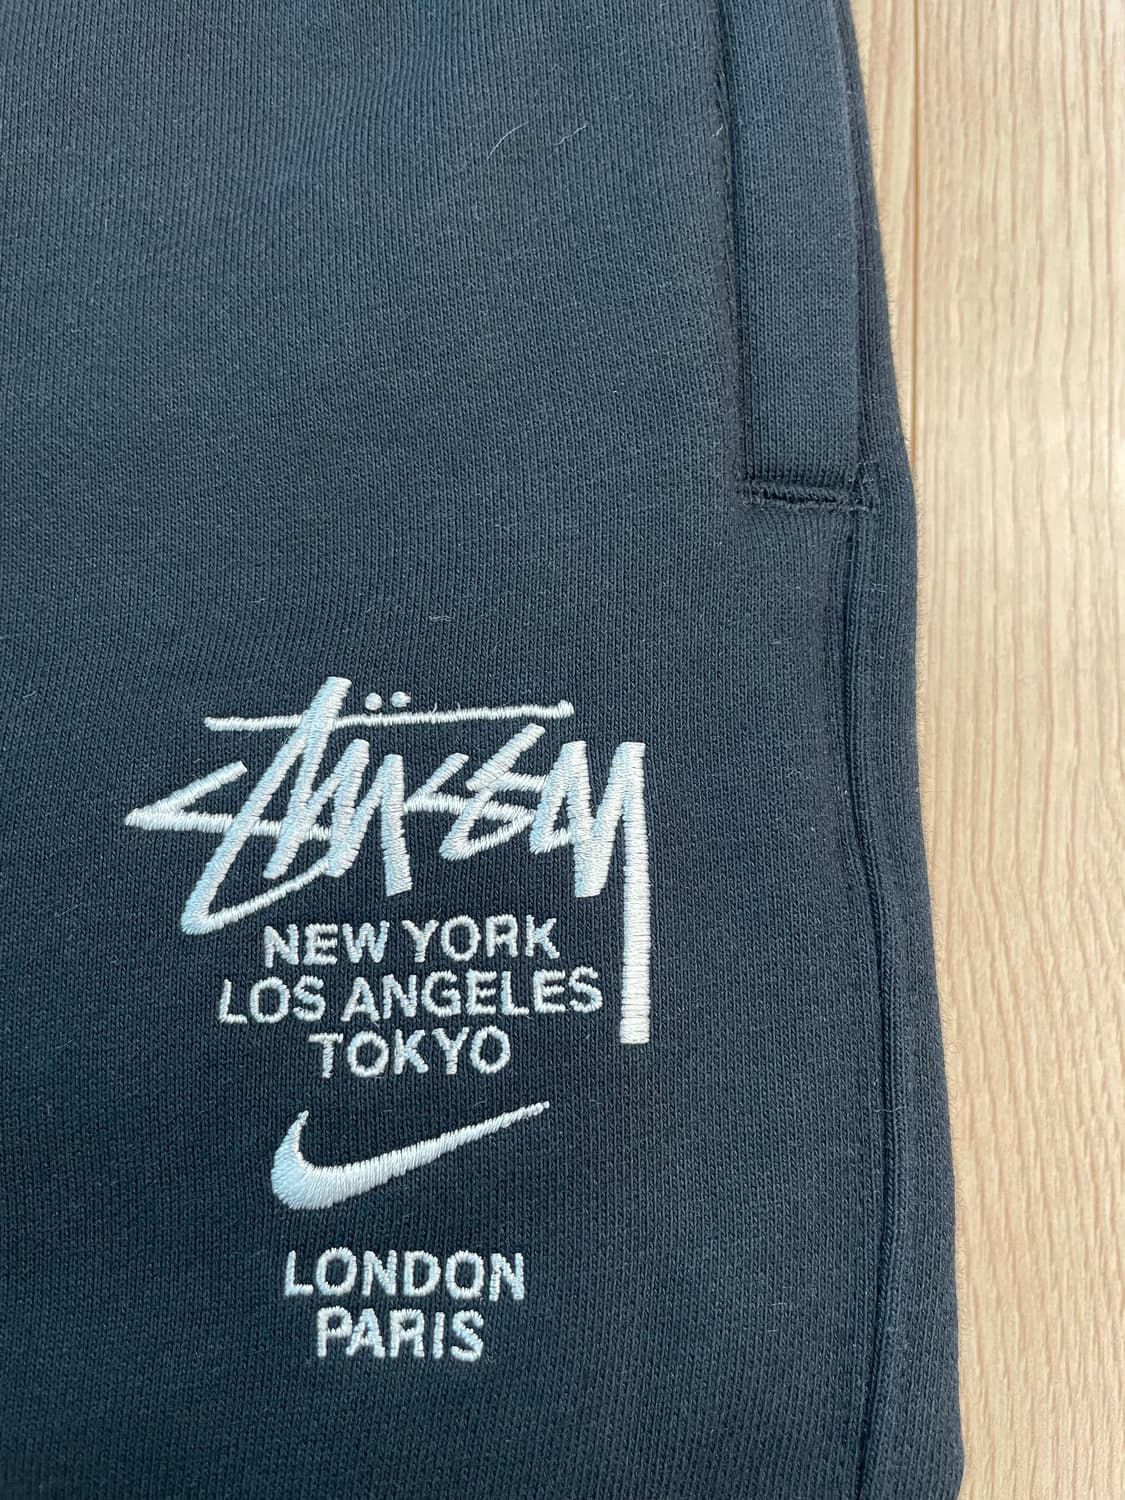 Stüssy
NEW YORK
LOS ANGELES
TOKYO
LONDON
PARIS